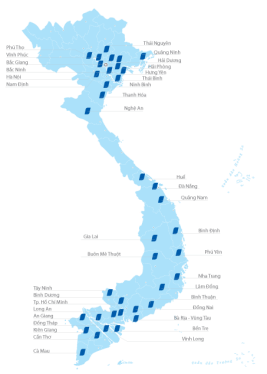 Thái Nguyên
Phú Thọ
Quảng Ninh
Vĩnh Phúc
Hải Dương
Bắc Giang
Hải Phòng
Bắc Ninh
Hưng Yên
Hà Nội
Thái Bình
Nam Định
Ninh Bình
Thanh Hóa
Nghệ An
Huế
Đà Nẵng
Quảng Nam
Bình Định
Gia Lai
Phú Yên
Buôn Mê Thuột
Nha Trang
Tây Ninh
Lâm Đồng
Bình Dương
Bình Thuận
Tp. Hồ Chí Minh
Đồng Nai
Long An
Bà Rịa - Vũng Tàu
An Giang
Đồng Tháp
Bến Tre
Kiên Giang
Vĩnh Long
Cần Thơ
Cà Mau